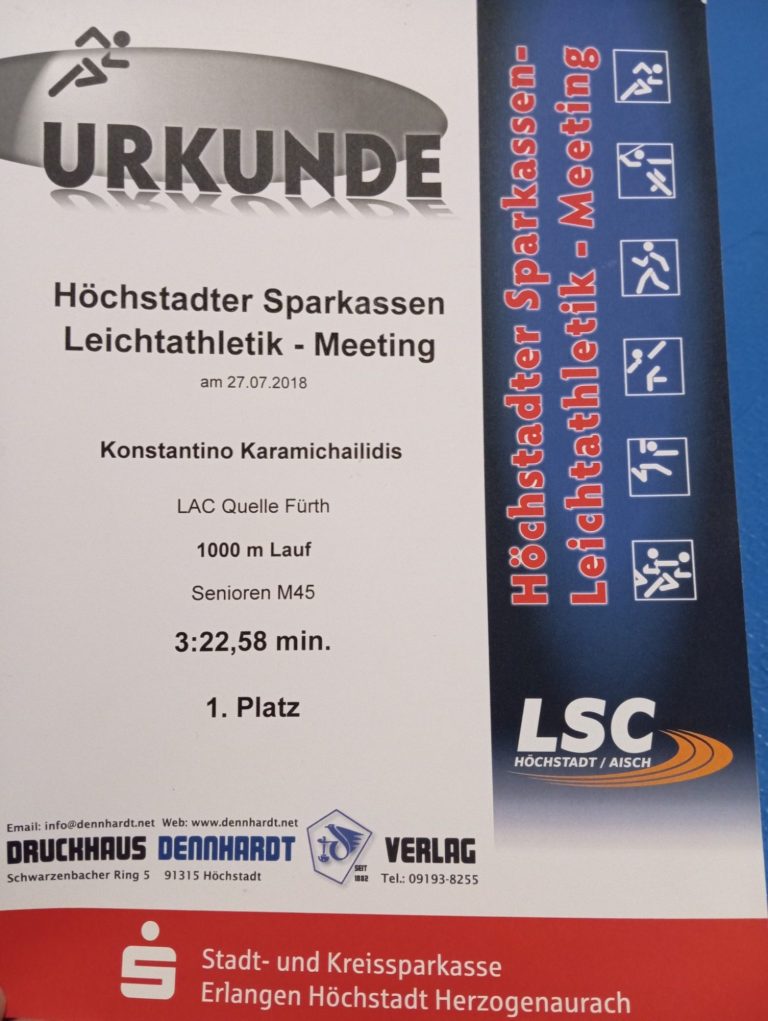 URKUNDE
Höchstadter Sparkassen
Leichtathletik - Meeting
am 27.07.2018
Konstantino Karamichailidis
LAC Quelle Fürth
1000 m Lauf
Senioren M45
3:22,58 min.
1. Platz
Höchstadter Sparkassen-
Leichtathletik - Meeting
LSC
HÖCHSTADT / AISCH
Email: info@dennhardt.net Web: www.dennhardt.net
DRUCKHAUS DENNHARDT VERLAG
SEIT
1882
Schwarzenbacher Ring 5 91315 Höchstadt Tel.: 09193-8255
Stadt- und Kreissparkasse
Erlangen Höchstadt Herzogenaurach